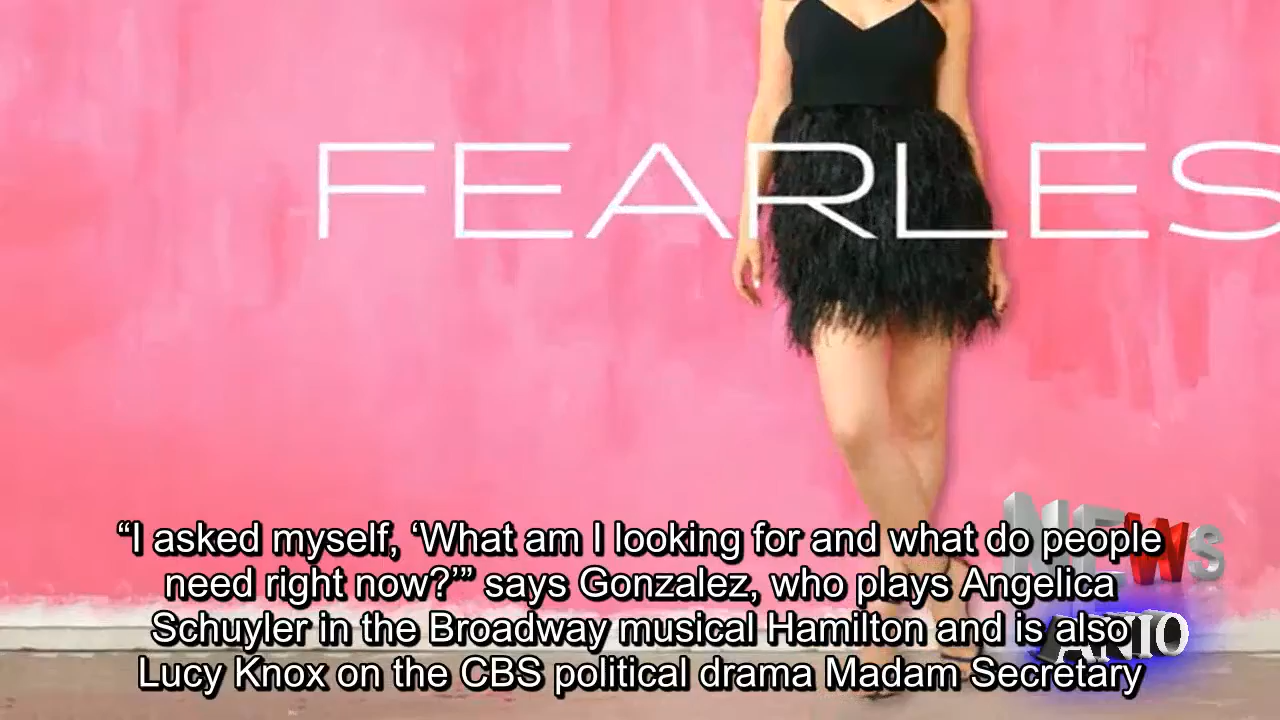 FEARLES
“I asked myself, ‘What am I looking for and what do people
need right now?’” says Gonzalez, who plays Angelica
Schuyler in the Broadway musical Hamilton and is also
Lucy Knox on the CBS political drama Madam Secretary
NEWS